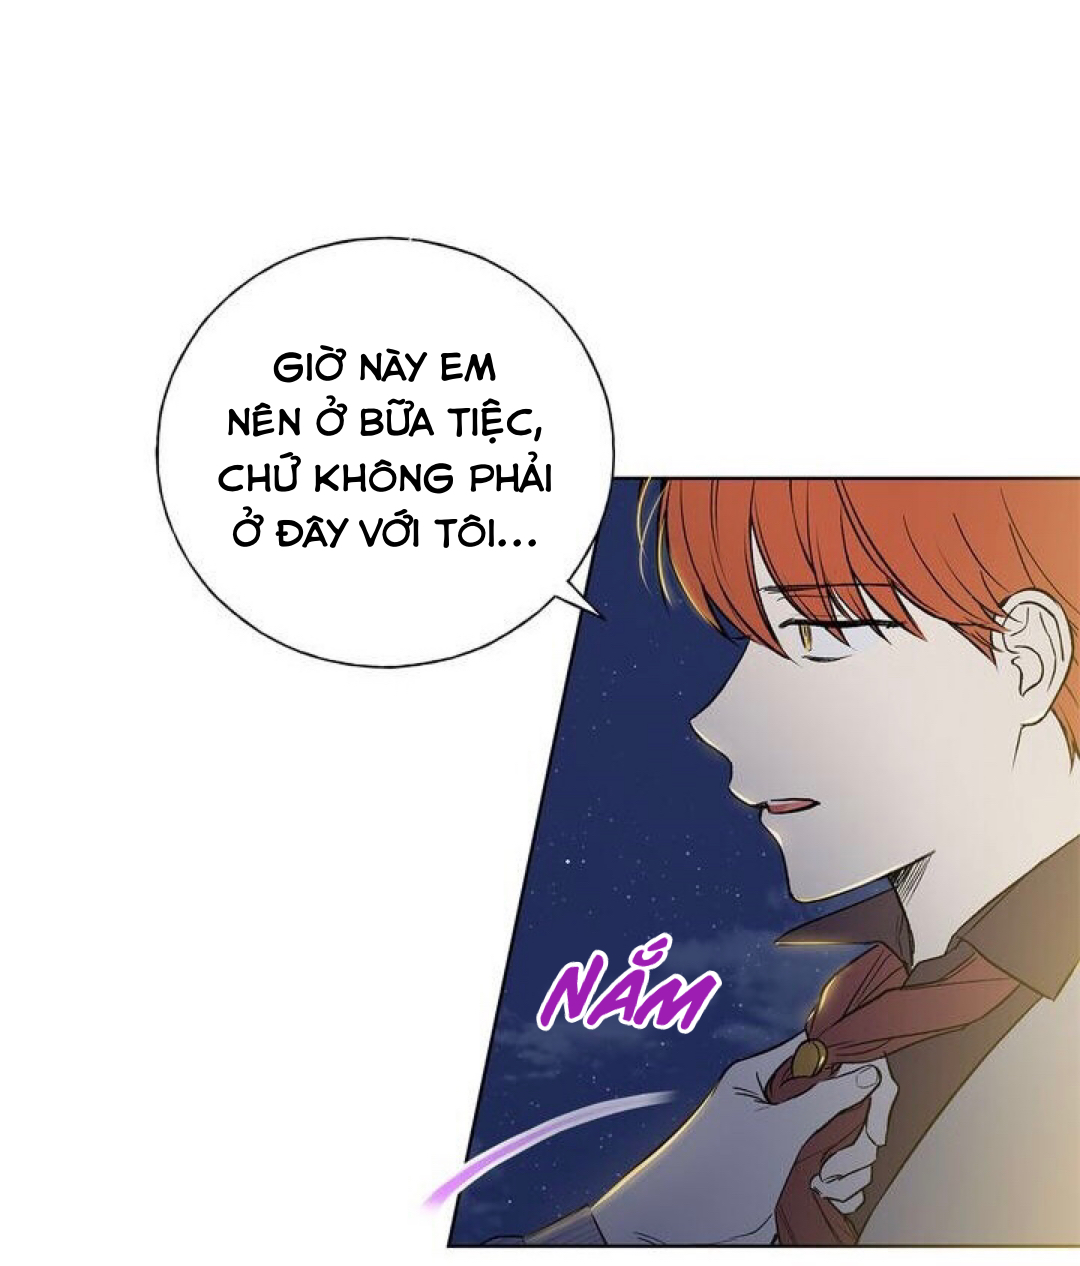 GIỜ NÀY EM
NÊN Ở BỮA TIỆC,
CHỨ KHÔNG PHẢI
Ở ĐÂY VỚI TÔI...
NẮM